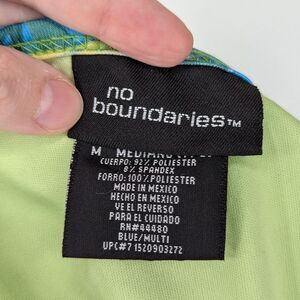 no
boundaries™
M MEDIANO
CUERPO: 92% POLIESTER
8% SPANDEX
FORRO: 100% POLIESTER
MADE IN MEXICO
HECHO EN MEXICO
VE EL REVERSO
PARA EL CUIDADO
RN#44480
BLUE/MULTI
UPC#7 1520903272